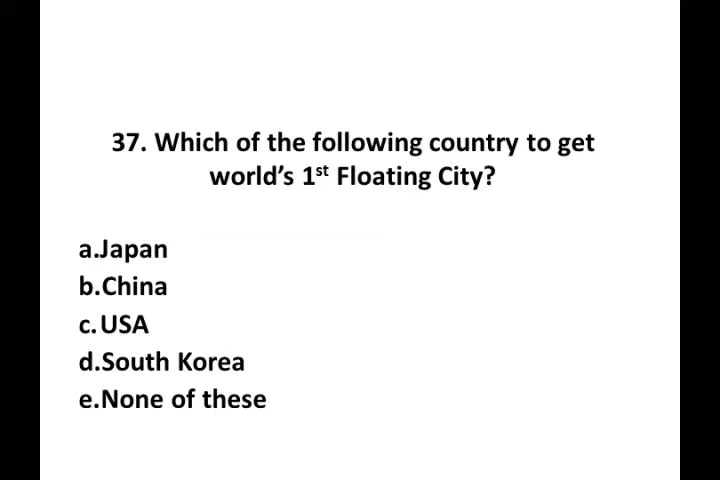 37. Which of the following country to get
world's 1st Floating City?
a.Japan
b.China
c.USA
d.South Korea
e.None of these